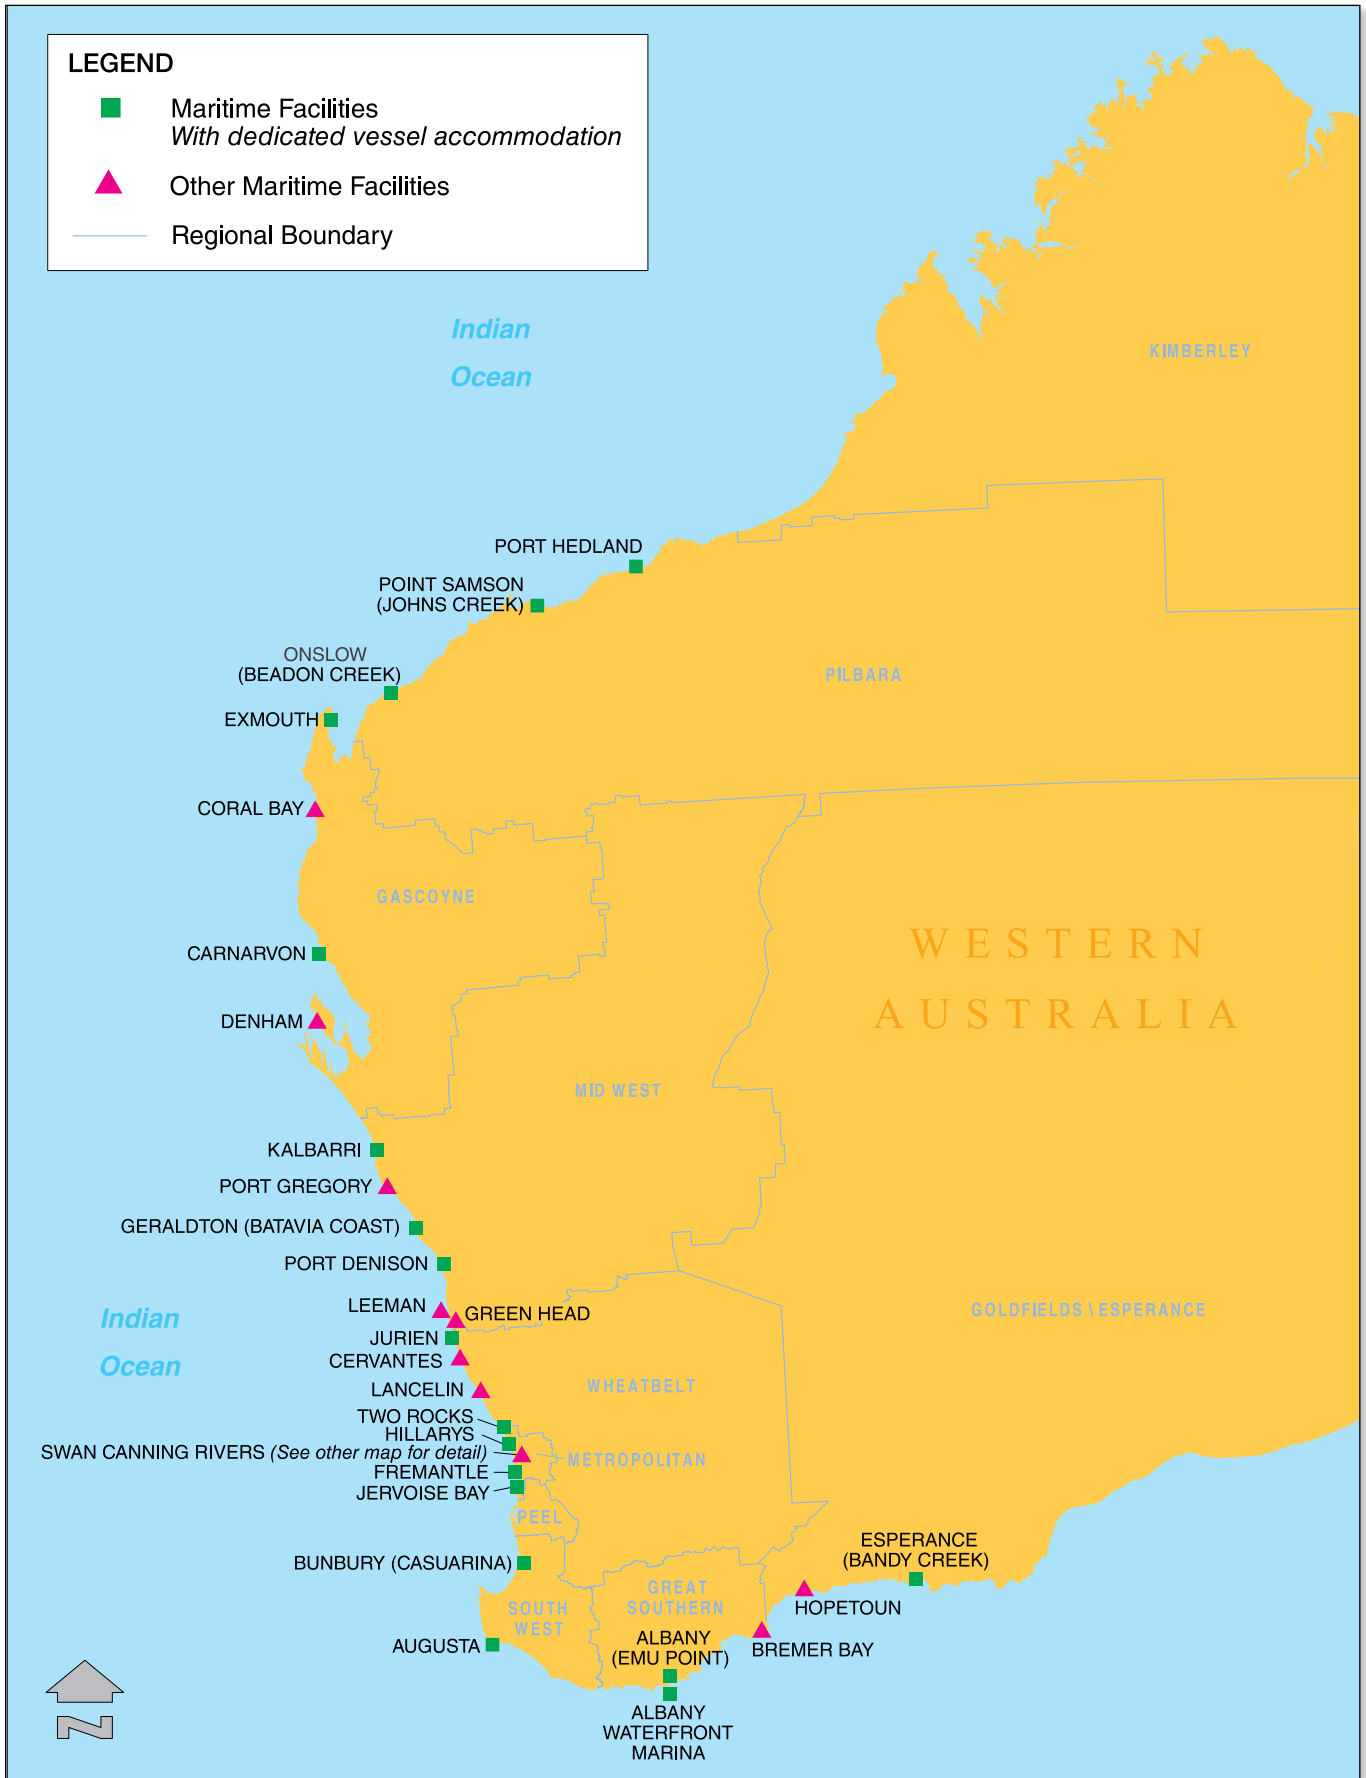 LEGEND
Maritime Facilities
With dedicated vessel accommodation
Other Maritime Facilities
Regional Boundary
Indian
Ocean
KIMBERLEY
PORT HEDLAND
POINT SAMSON
(JOHNS CREEK)
ONSLOW
(BEADON CREEK)
PILBARA
EXMOUTH
CORAL BAY
GASCOYNE
WESTERN
AUSTRALIA
CARNARVON
DENHAM
MID WEST
KALBARRI
PORT GREGORY
GERALDTON (BATAVIA COAST)
PORT DENISON
LEEMAN
GREEN HEAD
GOLDFIELDS \ ESPERANCE
Indian
Ocean
JURIEN
CERVANTES
LANCELIN
WHEATBELT
TWO ROCKS
HILLARYS
SWAN CANNING RIVERS (See other map for detail)
METROPOLITAN
FREMANTLE
JERVOISE BAY
PEEL
BUNBURY (CASUARINA)
ESPERANCE
(BANDY CREEK)
GREAT
SOUTHERN
HOPETOUN
SOUTH
WEST
AUGUSTA
ALBANY
(EMU POINT)
BREMER BAY
ALBANY
WATERFRONT
MARINA
N